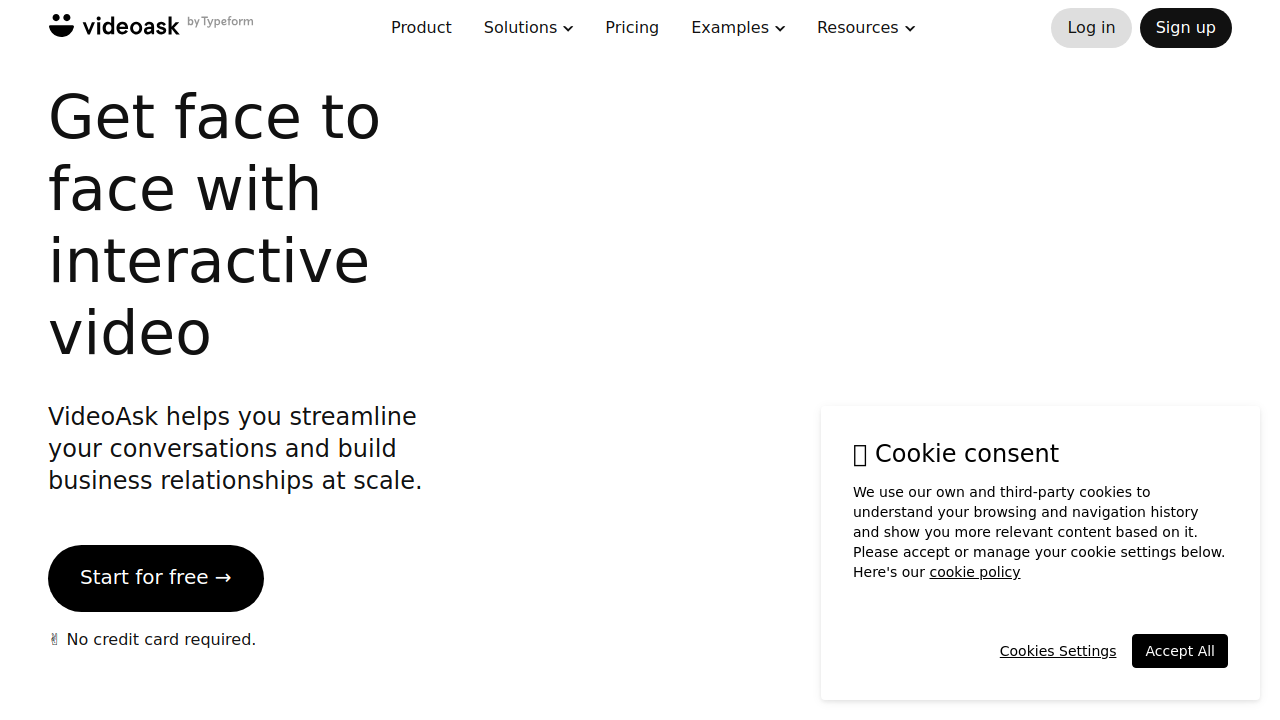 videoask by Typeform
Product
Solutions
Pricing
Examples
Resources
Log in
Sign up
Get face to
face with
interactive
video
VideoAsk helps you streamline
your conversations and build
business relationships at scale.
Start for free →
✌ No credit card required.
Cookie consent
We use our own and third-party cookies to
understand your browsing and navigation history
and show you more relevant content based on it.
Please accept or manage your cookie settings below.
Here's our cookie policy
Cookies Settings
Accept All